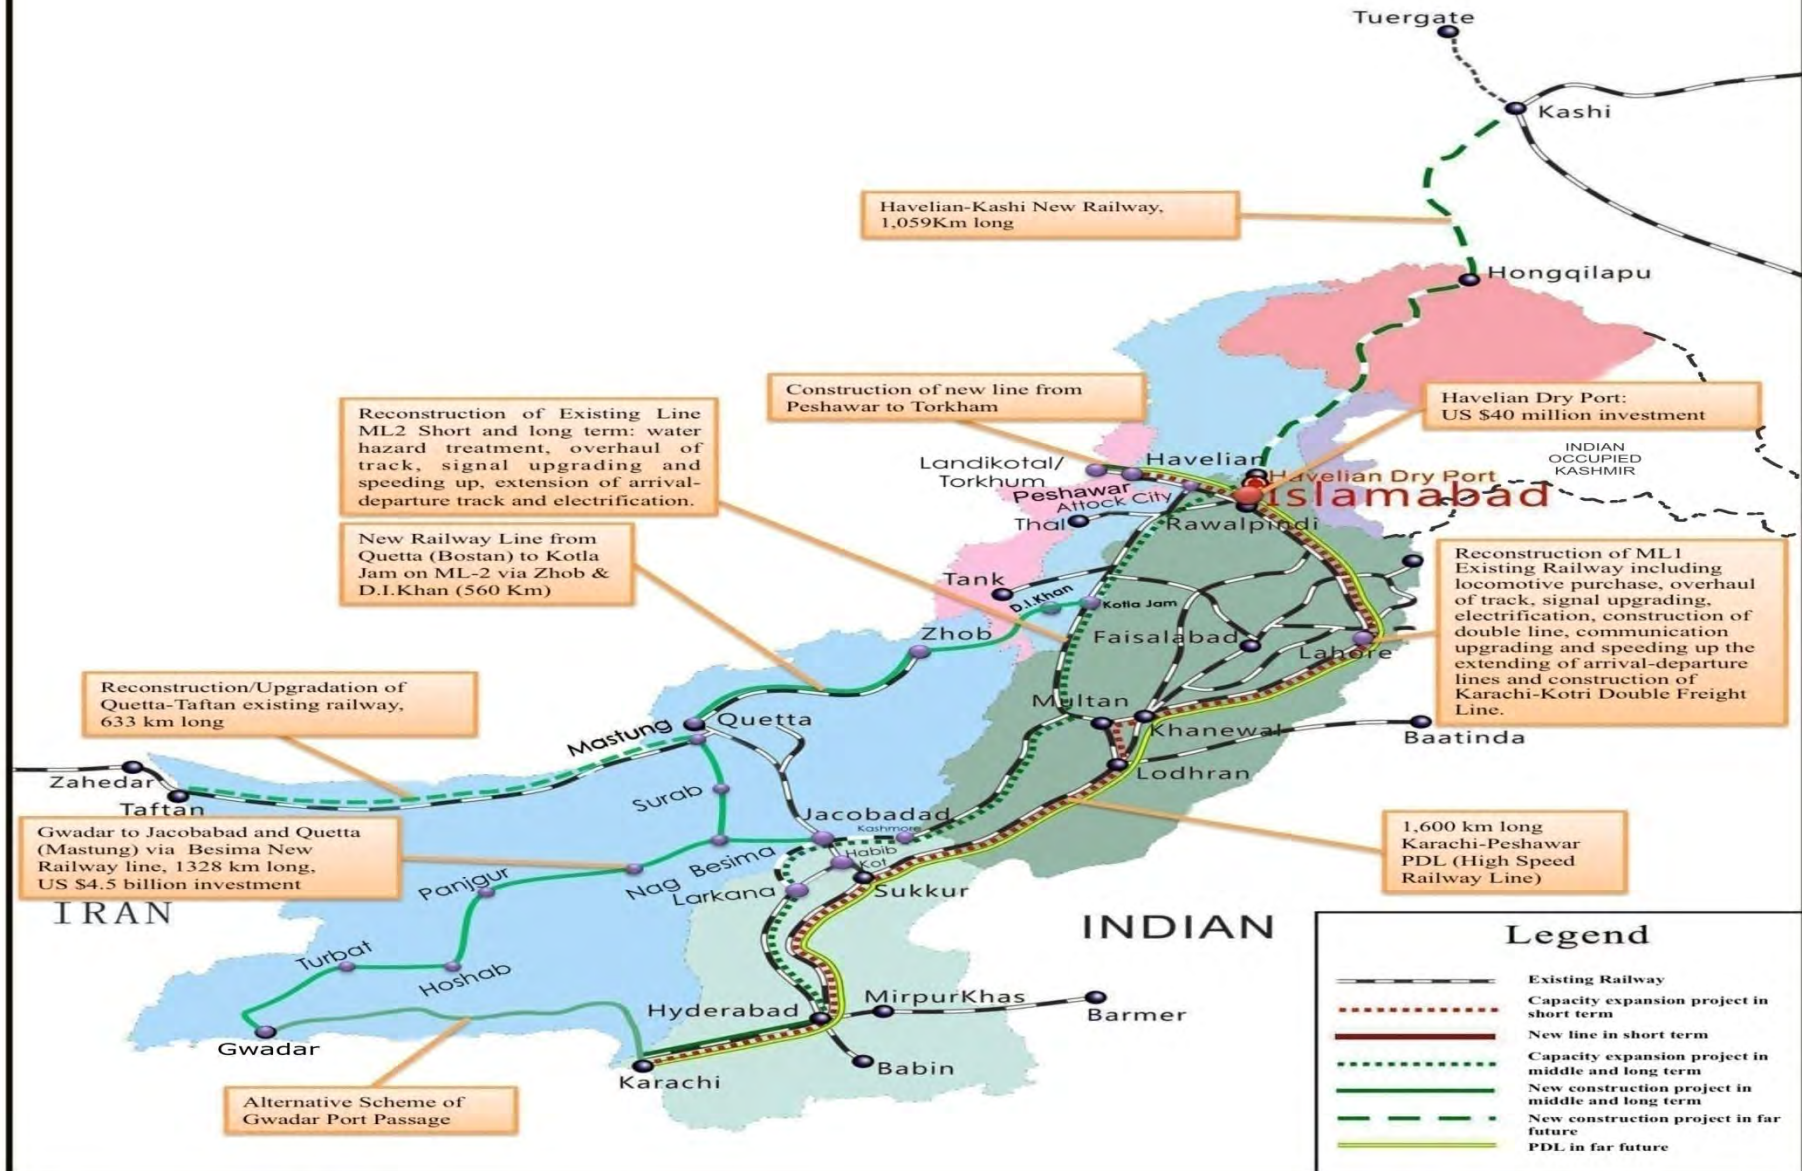 Tuergate
Kashi
Havelian-Kashi New Railway,
1,059Km long
Hongqilapu
Construction of new line from
Peshawar to Torkham
Havelian Dry Port:
US $40 million investment
Reconstruction of Existing Line
ML2 Short and long term: water
hazard treatment, overhaul of
track, signal upgrading and
speeding up, extension of arrival-
departure track and electrification.
INDIAN
OCCUPIED
KASHMIR
Landikotal/
Torkhum
Havelian
Havelian Dry Port
Islamabad
Peshawar
Attock City
Thal
Rawalpindi
New Railway Line from
Quetta (Bostan) to Kotla
Jam on ML-2 via Zhob &
D.I.Khan (560 Km)
Reconstruction of ML1
Existing Railway including
locomotive purchase, overhaul
of track, signal upgrading,
electrification, construction of
double line, communication
upgrading and speeding up the
extending of arrival-departure
lines and construction of
Karachi-Kotri Double Freight
Line.
Tank
D.I.Khan
Kotla Jam
Zhob
Faisalabad
Lahore
Reconstruction/Upgradation of
Quetta-Taftan existing railway,
633 km long
Multan
Mastung
Quetta
Khanewal
Baatinda
Zahedar
Taftan
Lodhran
Surab
Jacobadad
Kashmore
Gwadar to Jacobabad and Quetta
(Mastung) via Besima New
Railway line, 1328 km long,
US $4.5 billion investment
1,600 km long
Karachi-Peshawar
PDL (High Speed
Railway Line)
Habib
Kot
Besima
Nag
Panjgur
Larkana
Sukkur
IRAN
INDIAN
Turbat
Hoshab
Hyderabad
MirpurKhas
Barmer
Gwadar
Karachi
Babin
Alternative Scheme of
Gwadar Port Passage
Legend
Existing Railway
Capacity expansion project in
short term
New line in short term
Capacity expansion project in
middle and long term
New construction project in
middle and long term
New construction project in far
future
PDL in far future